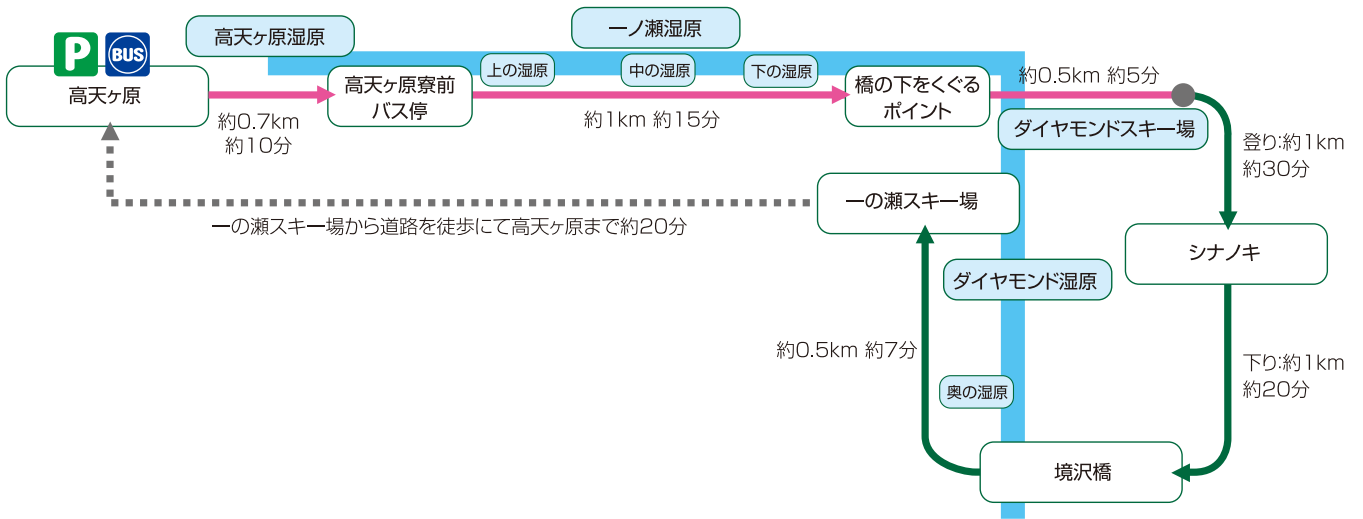 高天ヶ原湿原
一ノ瀬湿原
P
BUS
高天ヶ原
約0.7km
約10分
高天ヶ原寮前
バス停
上の湿原
中の湿原
下の湿原
約1km 約15分
橋の下をくぐる
ポイント
約0.5km 約5分
ダイヤモンドスキー場
登り:約1km
約30分
シナノキ
下り:約1km
約20分
境沢橋
奥の湿原
ダイヤモンド湿原
約0.5km 約7分
一の瀬スキー場
一の瀬スキー場から道路を徒歩にて高天ヶ原まで約20分